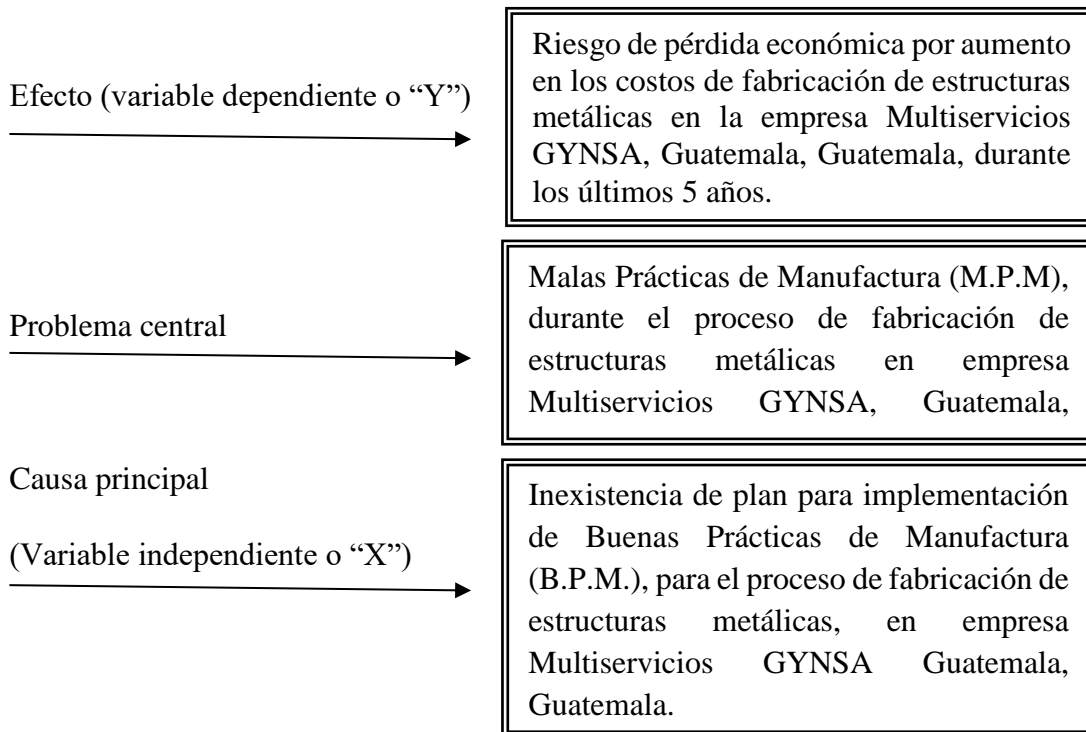 Efecto (variable dependiente o “Y”)
Riesgo de pérdida económica por aumento
en los costos de fabricación de estructuras
metálicas en la empresa Multiservicios
GYNSA, Guatemala, Guatemala, durante
los últimos 5 años.
Problema central
Malas Prácticas de Manufactura (M.P.M),
durante el proceso de fabricación de
estructuras metálicas en empresa
Multiservicios GYNSA, Guatemala,
Causa principal
(Variable independiente o “X”)
Inexistencia de plan para implementación
de Buenas Prácticas de Manufactura
(B.P.M.), para el proceso de fabricación de
estructuras metálicas, en empresa
Multiservicios GYNSA Guatemala,
Guatemala.